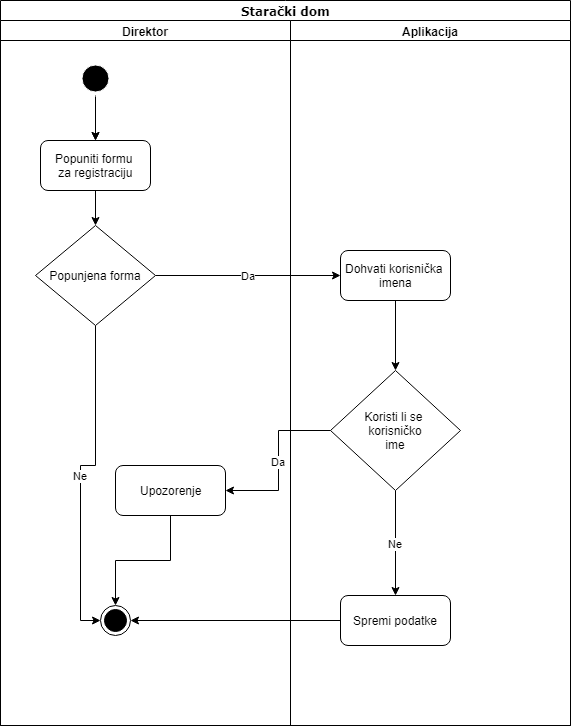 Starački dom
Direktor
Aplikacija
Popuniti formu
za registraciju
Popunjena forma
Da
Dohvati korisnička
imena
Koristi li se
korisničko
ime
Da
Ne
Upozorenje
Ne
Spremi podatke